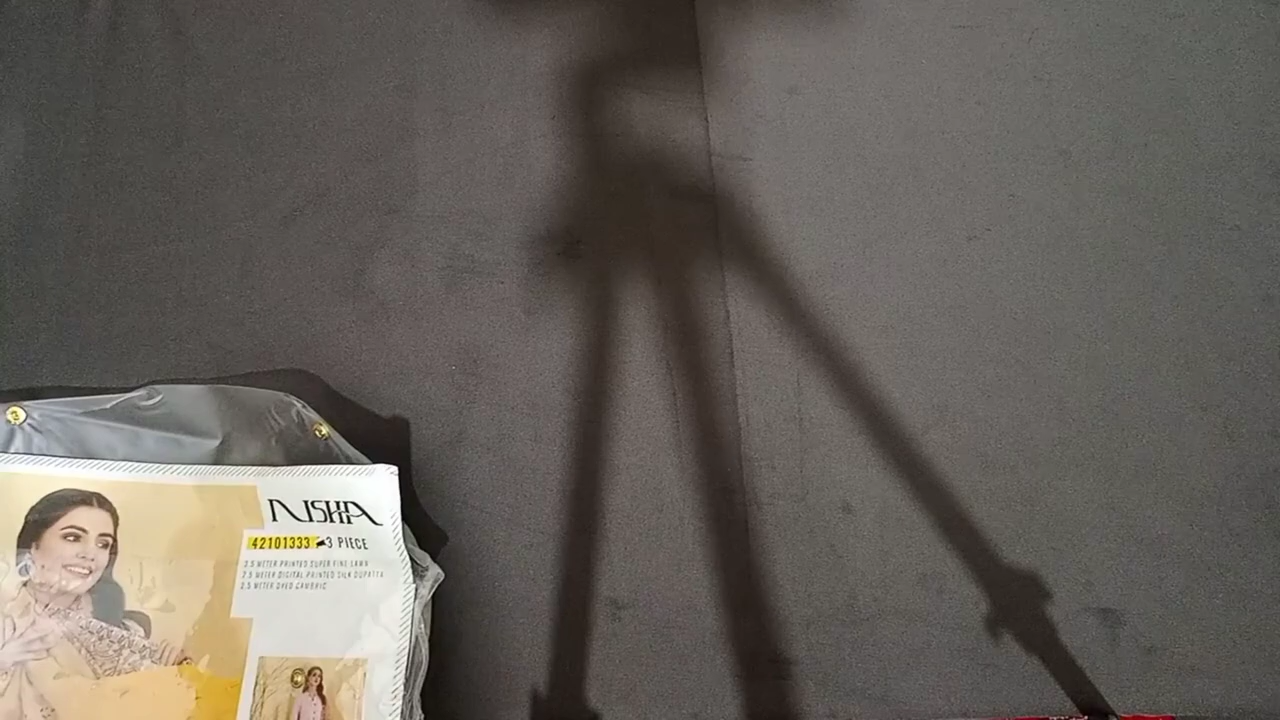 NISHA
42101333 - 3 PIECE
2.5 METER PRINTED SUPER FINE LAWN
2.5 METER DIGITAL PRINTED SILK DUPATTA
2.5 METER DYED CAMBRIC